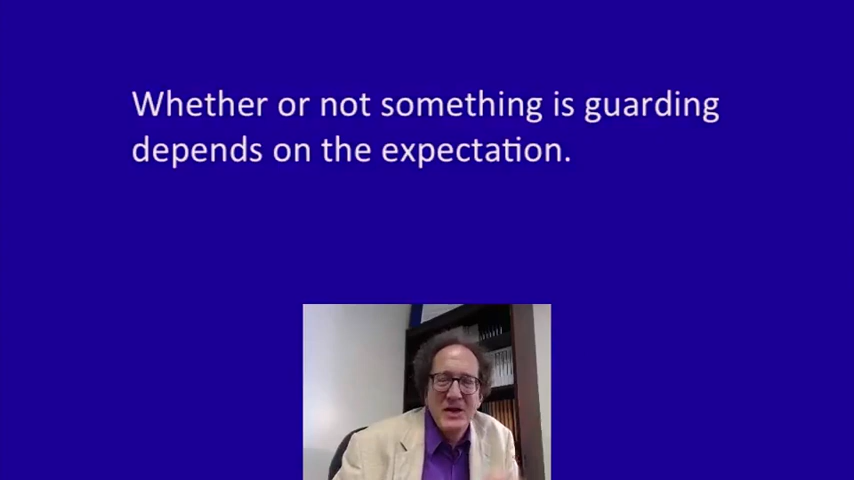 Whether or not something is guarding
depends on the expectation.